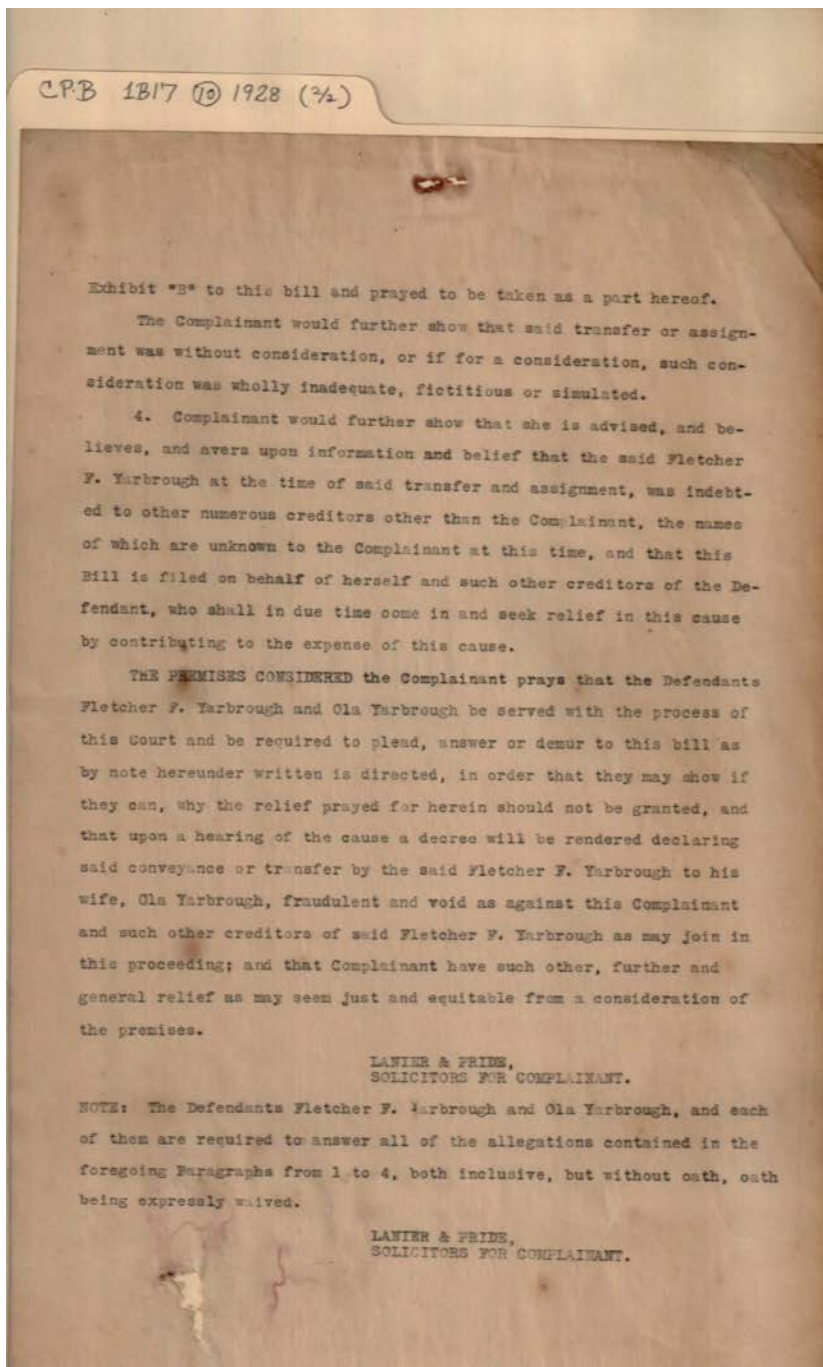 C.P.B 1B17 (10) 1928 (2/2)
Exhibit "B" to this bill and prayed to be taken as a part hereof.
The Complainant would further show that said transfer or assign-
ment was without consideration, or if for a consideration, such con-
sideration was wholly inadequate, fictitious or simulated.
4. Complainant would further show that she is advised, and be-
lieves, and avers upon information and belief that the said Fletcher
F. Yarbrough at the time of said transfer and assignment, was indebt-
ed to other numerous creditors other than the Complainant, the names
of which are unknown to the Complainant at this time, and that this
Bill is filed on behalf of herself and such other creditors of the De-
fendant, who shall in due time come in and seek relief in this cause
by contributing to the expense of this cause.
THE PREMISES CONSIDERED the Complainant prays that the Defendants
Fletcher F. Yarbrough and Ola Yarbrough be served with the process of
this Court and be required to plead, answer or demur to this bill as
by note hereunder written is directed, in order that they may show if
they can, why the relief prayed for herein should not be granted, and
that upon a hearing of the cause a decree will be rendered declaring
said conveyance or transfer by the said Fletcher F. Yarbrough to his
wife, Ola Yarbrough, fraudulent and void as against this Complainant
and such other creditors of said Fletcher F. Yarbrough as may join in
this proceeding; and that Complainant have such other, further and
general relief as may seem just and equitable from a consideration of
the premises.
LANIER & PRIDE,
SOLICITORS FOR COMPLAINANT.
NOTE: The Defendants Fletcher F. Yarbrough and Ola Yarbrough, and each
of them are required to answer all of the allegations contained in the
foregoing Paragraphs from 1 to 4, both inclusive, but without oath, oath
being expressly waived.
LANIER & PRIDE,
SOLICITORS FOR COMPLAINANT.